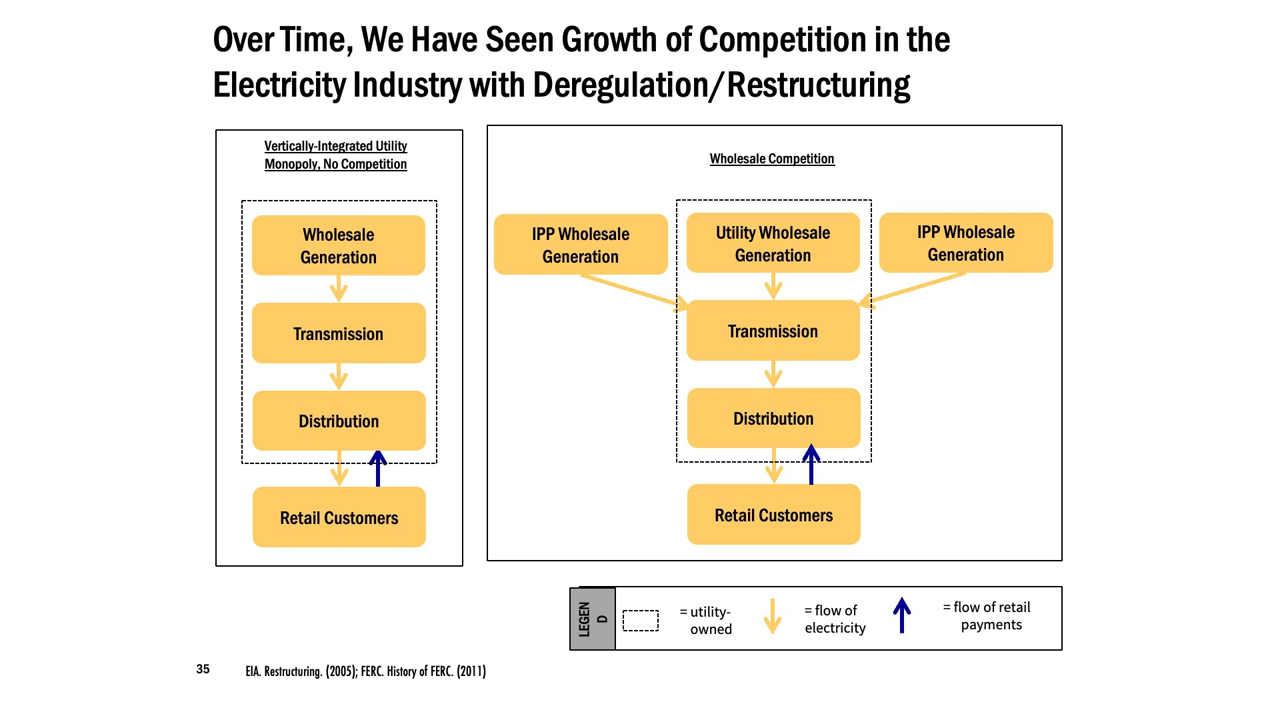 Over Time, We Have Seen Growth of Competition in the
Electricity Industry with Deregulation/Restructuring
Vertically-Integrated Utility
Monopoly, No Competition
Wholesale
Generation
Transmission
Distribution
Retail Customers
Wholesale Competition
IPP Wholesale
Generation
Utility Wholesale
Generation
IPP Wholesale
Generation
Transmission
Distribution
Retail Customers
LEGEN
D
= utility-
owned
= flow of
electricity
= flow of retail
payments
35
EIA. Restructuring. (2005); FERC. History of FERC. (2011)